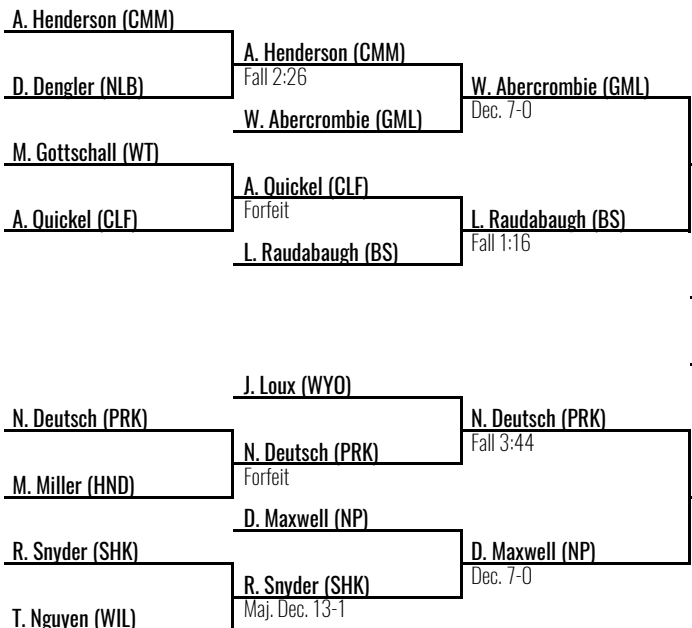 A. Henderson (CMM)
D. Dengler (NLB)
M. Gottschall (WT)
A. Quickel (CLF)
A. Henderson (CMM)
Fall 2:26
W. Abercrombie (GML)
A. Quickel (CLF)
Forfeit
L. Raudabaugh (BS)
W. Abercrombie (GML)
Dec. 7-0
L. Raudabaugh (BS)
Fall 1:16
N. Deutsch (PRK)
M. Miller (HND)
R. Snyder (SHK)
T. Nguyen (WIL)
J. Loux (WYO)
N. Deutsch (PRK)
Forfeit
D. Maxwell (NP)
R. Snyder (SHK)
Maj. Dec. 13-1
N. Deutsch (PRK)
Fall 3:44
D. Maxwell (NP)
Dec. 7-0